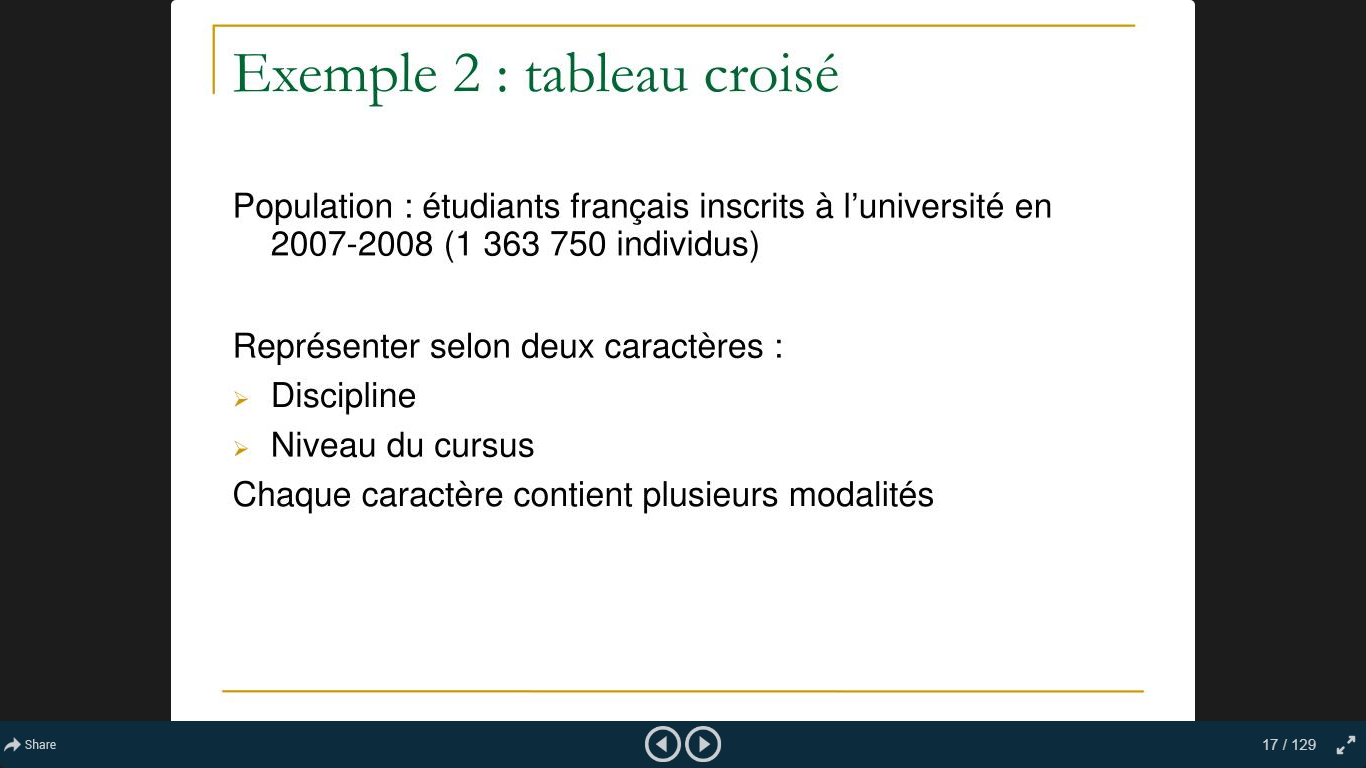 Exemple 2 : tableau croisé
Population : étudiants français inscrits à l’université en
2007-2008 (1 363 750 individus)
Représenter selon deux caractères :
Discipline
Niveau du cursus
Chaque caractère contient plusieurs modalités
Share
17 / 129